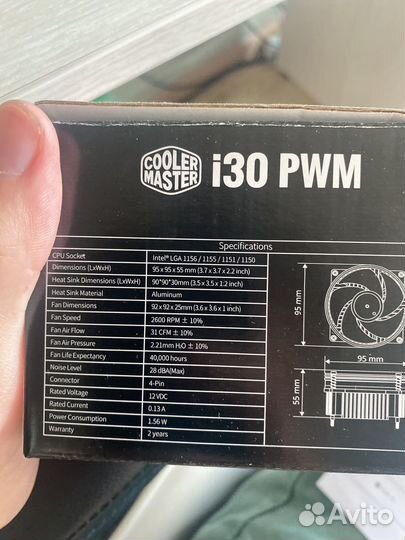 COOLER MASTER i30 PWM
Specifications
CPU Socket Intel® LGA 1156 / 1155 / 1151 / 1150
Dimensions (LxWxH) 95 x 95 x 55 mm (3.7 x 3.7 x 2.2 inch)
Heat Sink Dimensions (LxWxH) 90*90*30mm (3.5 x 3.5 x 1.2 inch)
Heat Sink Material Aluminum
Fan Dimensions 92 x 92 x 25mm (3.6 x 3.6 x 1 inch)
Fan Speed 2600 RPM ± 10%
Fan Air Flow 31 CFM ± 10%
Fan Air Pressure 2.21mm H₂O ± 10%
Fan Life Expectancy 40,000 hours
Noise Level 28 dBA(Max)
Connector 4-Pin
Rated Voltage 12 VDC
Rated Current 0.13 A
Power Consumption 1.56 W
Warranty 2 years
95 mm
95 mm
55 mm
Avito